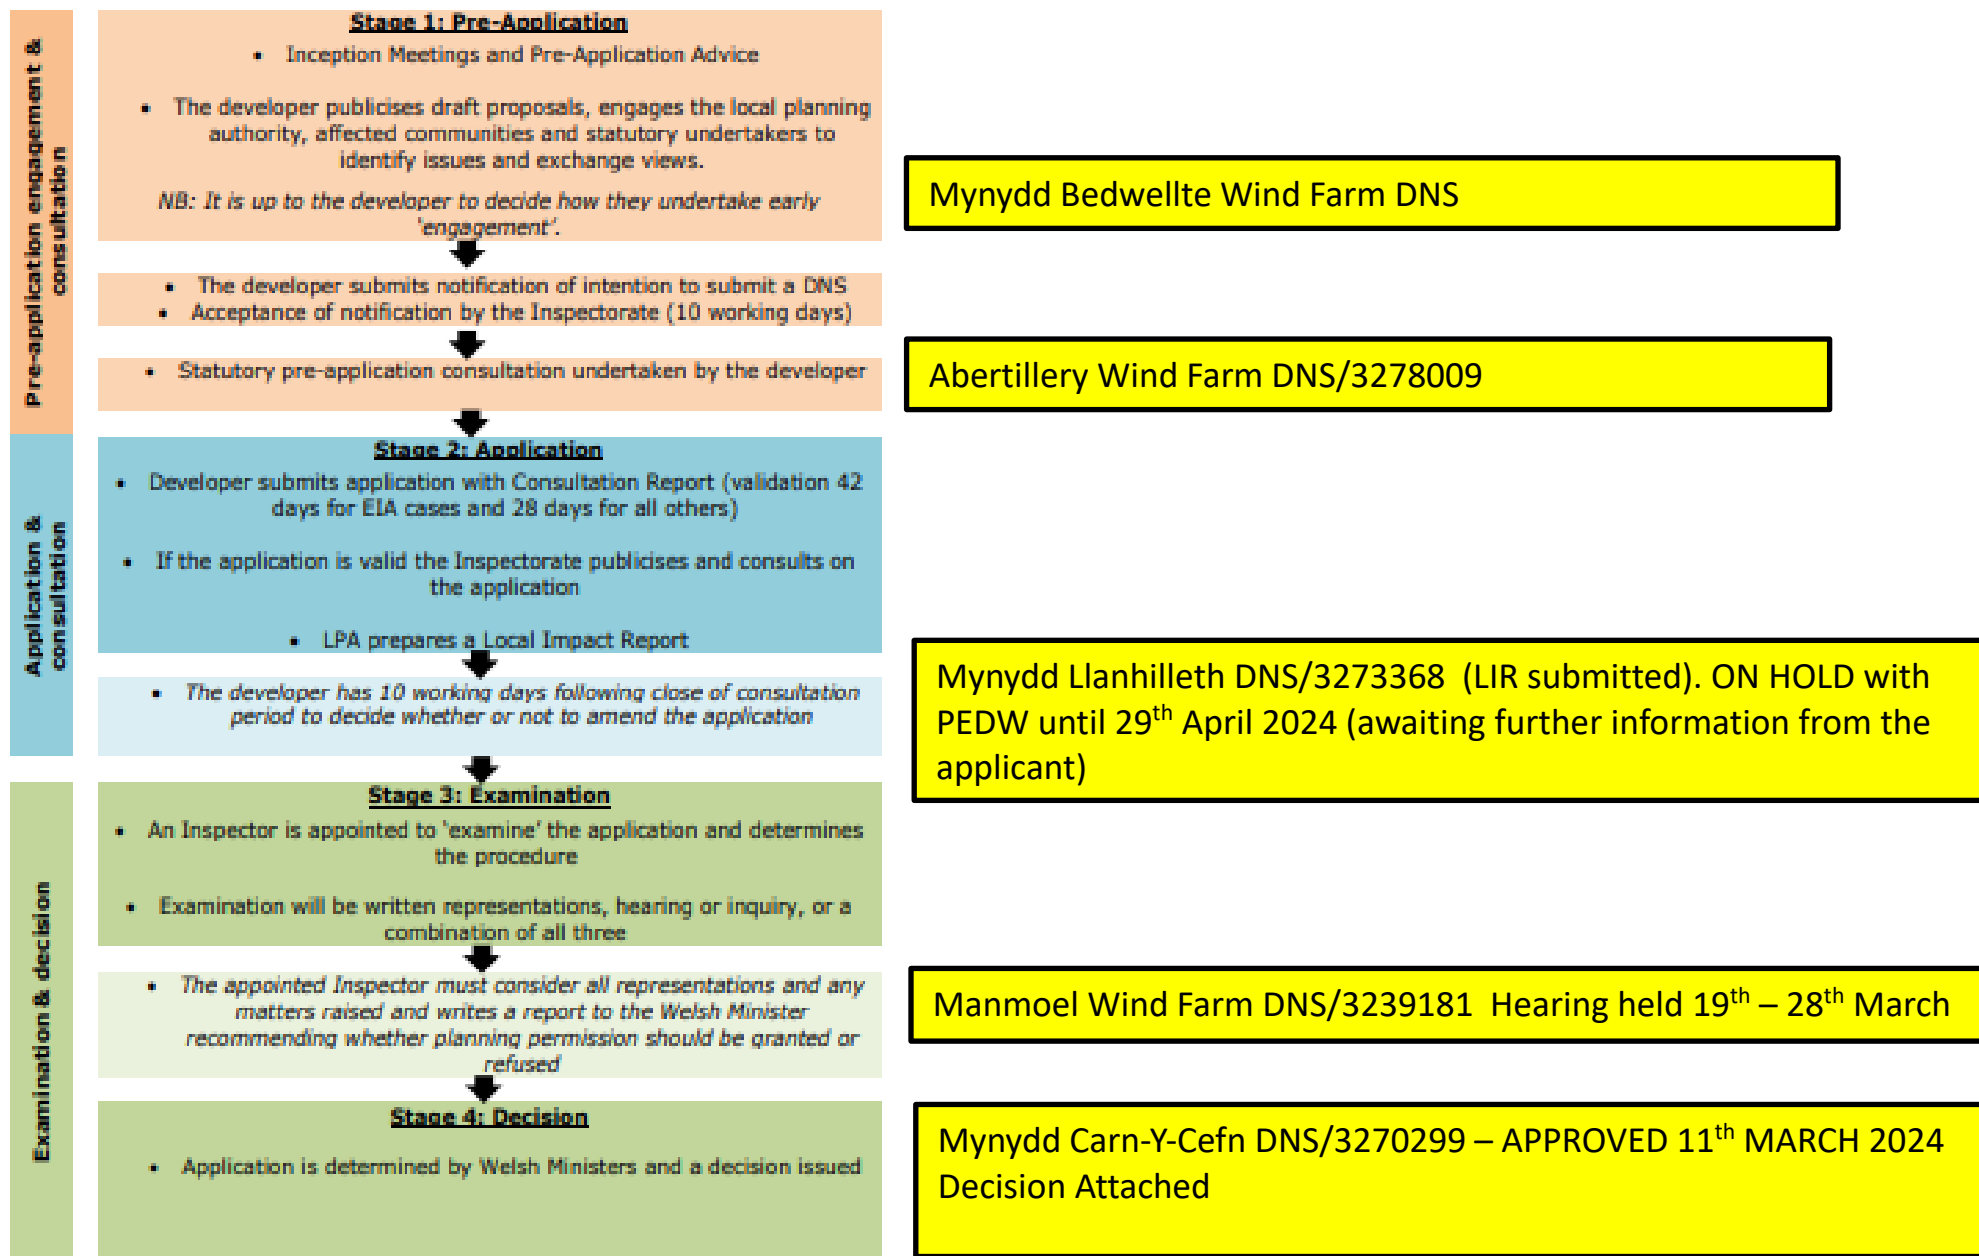 Pre-application engagement &
consultation
Stage 1: Pre-Application
• Inception Meetings and Pre-Application Advice
• The developer publicises draft proposals, engages the local planning
authority, affected communities and statutory undertakers to
identify issues and exchange views.
NB: It is up to the developer to decide how they undertake early
'engagement'.
Mynydd Bedwellte Wind Farm DNS
• The developer submits notification of intention to submit a DNS
• Acceptance of notification by the Inspectorate (10 working days)
• Statutory pre-application consultation undertaken by the developer
Abertillery Wind Farm DNS/3278009
Application &
consultation
Stage 2: Application
• Developer submits application with Consultation Report (validation 42
days for EIA cases and 28 days for all others)
• If the application is valid the Inspectorate publicises and consults on
the application
• LPA prepares a Local Impact Report
• The developer has 10 working days following close of consultation
period to decide whether or not to amend the application
Mynydd Llanhilleth DNS/3273368 (LIR submitted). ON HOLD with
PEDW until 29th April 2024 (awaiting further information from the
applicant)
Examination & decision
Stage 3: Examination
• An Inspector is appointed to 'examine' the application and determines
the procedure
• Examination will be written representations, hearing or inquiry, or a
combination of all three
• The appointed Inspector must consider all representations and any
matters raised and writes a report to the Welsh Minister
recommending whether planning permission should be granted or
refused
Manmoel Wind Farm DNS/3239181 Hearing held 19th – 28th March
Stage 4: Decision
• Application is determined by Welsh Ministers and a decision issued
Mynydd Carn-Y-Cefn DNS/3270299 – APPROVED 11th MARCH 2024
Decision Attached